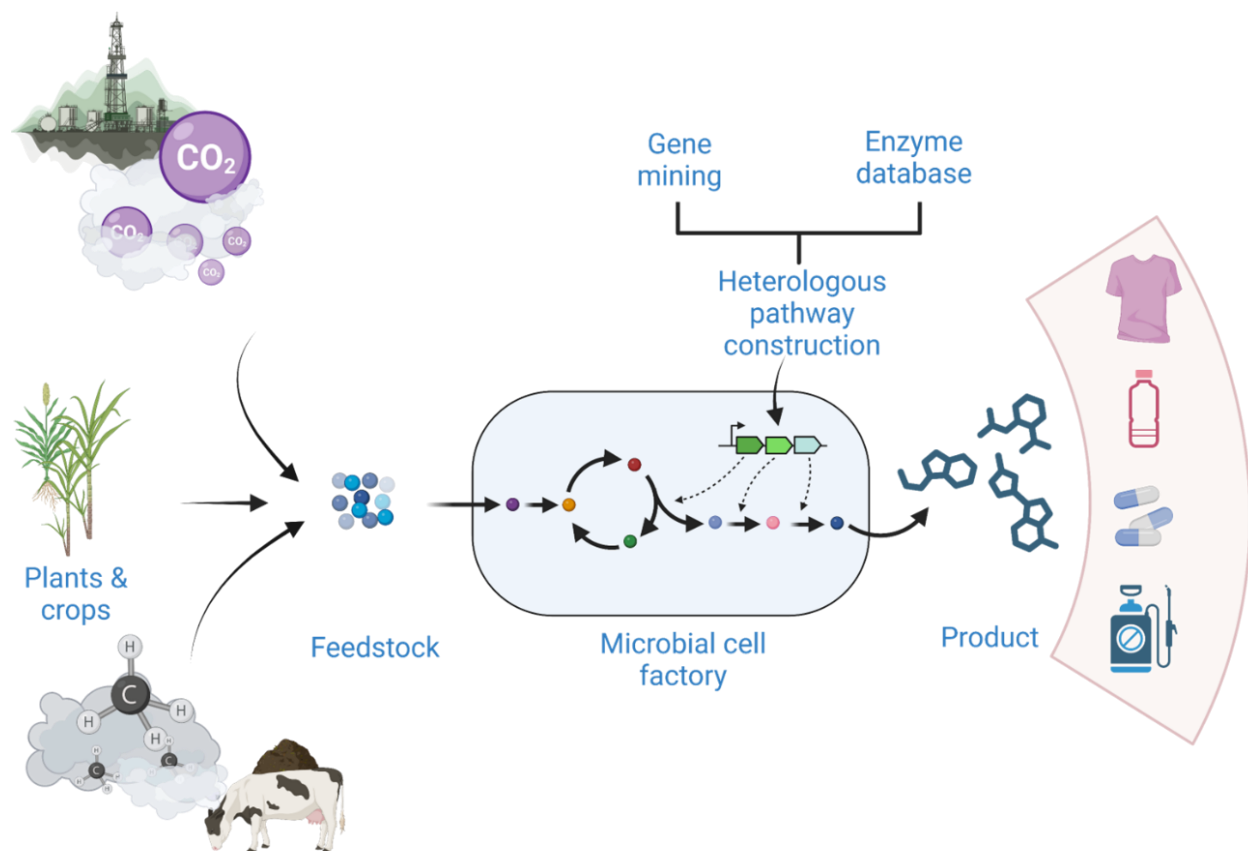 CO₂
CO₂
CO₂
CO₂
Gene
mining
Enzyme
database
Heterologous
pathway
construction
Plants &
crops
Feedstock
Microbial cell
factory
Product
H
C
H
H
H
H
C
H
H
C